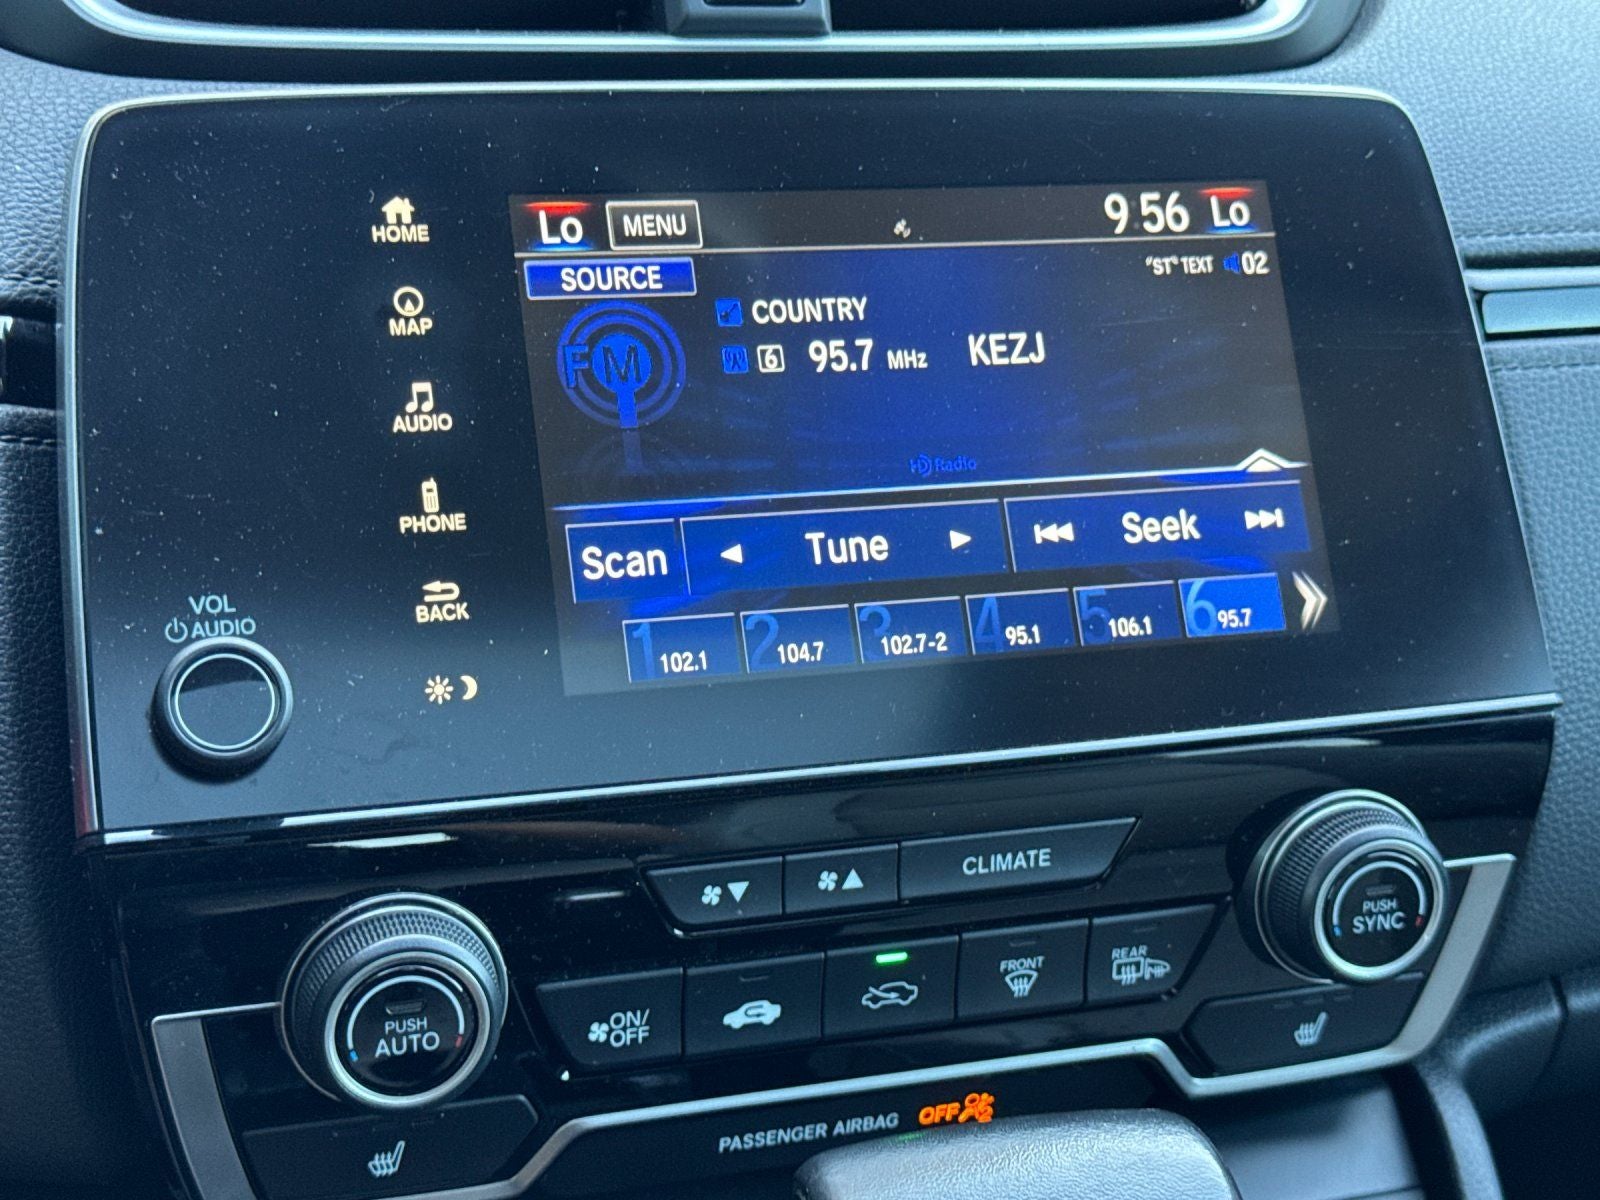 HOME
MAP
AUDIO
PHONE
BACK
VOL
AUDIO
Lo MENU 9:56 Lo
SOURCE "ST" TEXT 02
FM
COUNTRY
6 95.7 MHz KEZJ
HD Radio
Scan Tune Seek
1 102.1 2 104.7 3 102.7-2 4 95.1 5 106.1 6 95.7
CLIMATE
PUSH
AUTO
ON/
OFF
FRONT
REAR
PUSH
SYNC
PASSENGER AIRBAG OFF 2